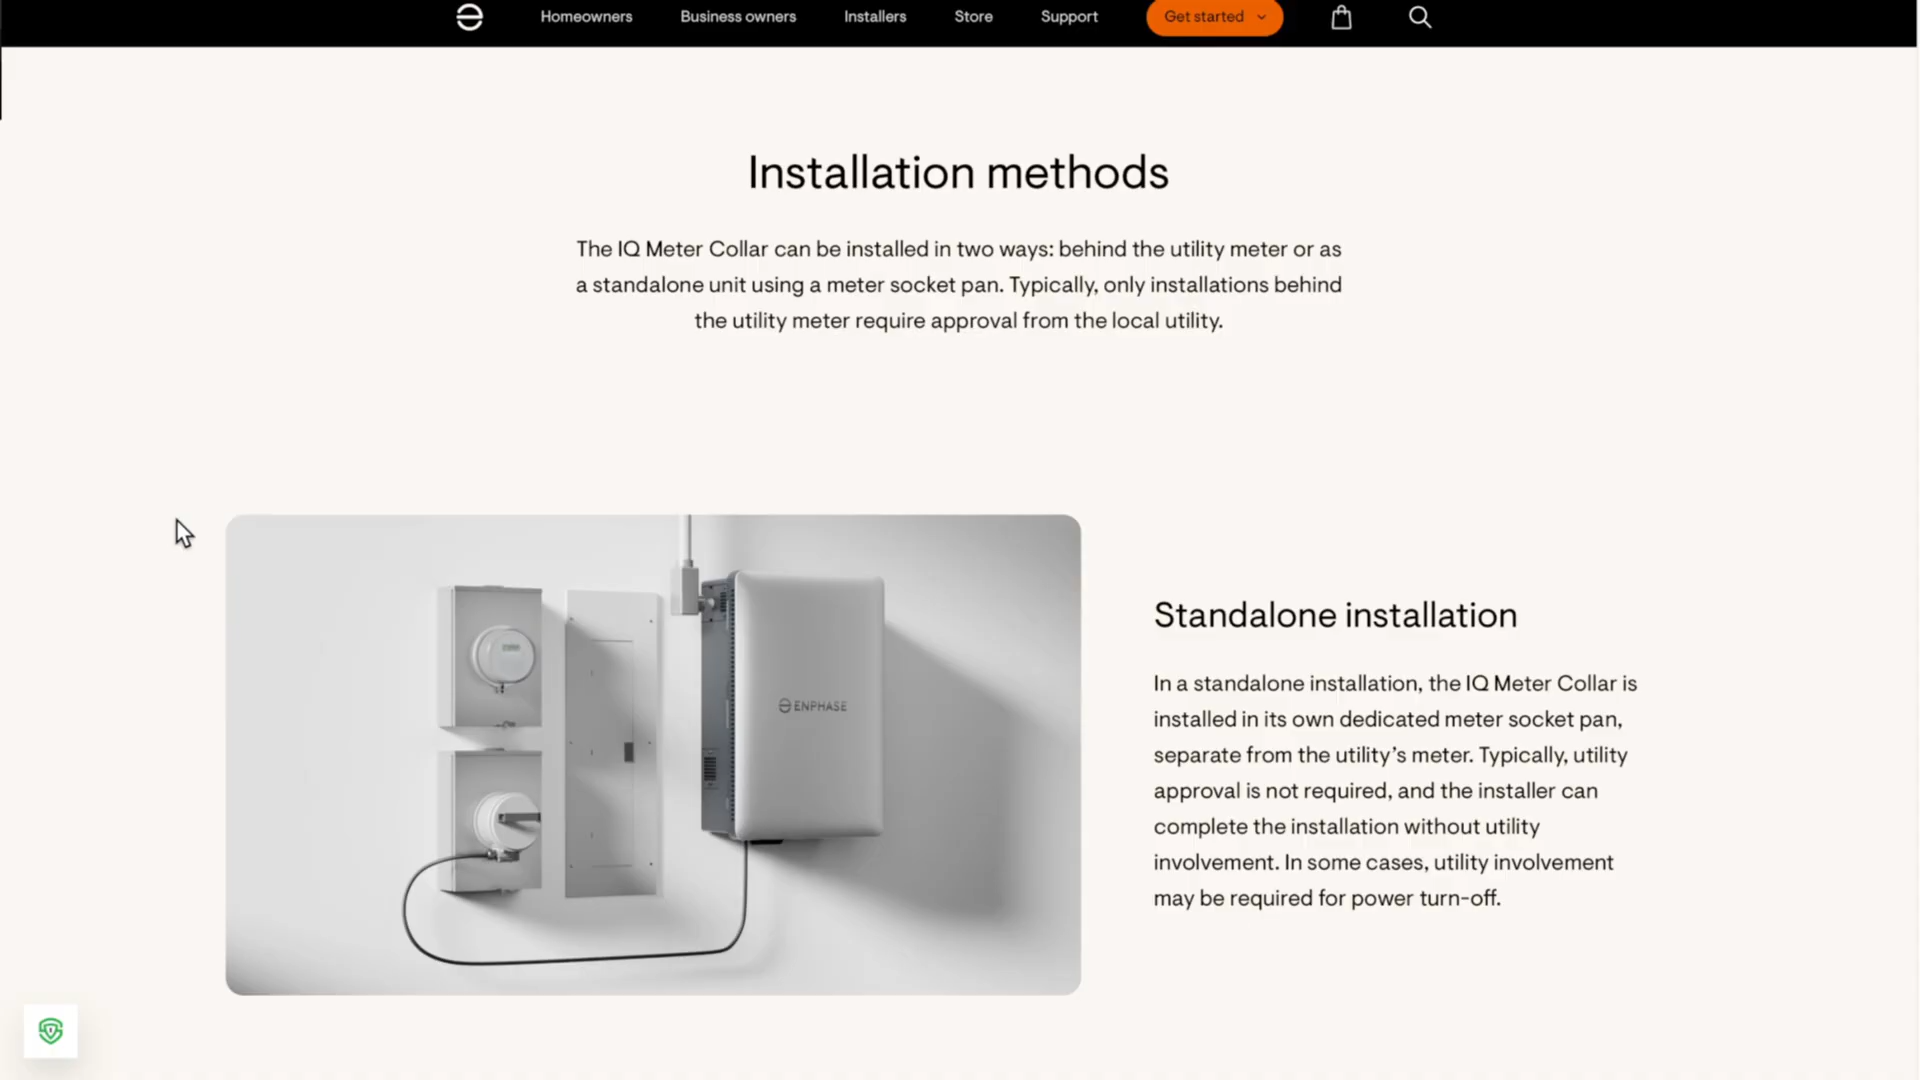 Homeowners
Business owners
Installers
Store
Support
Get started
Installation methods
The IQ Meter Collar can be installed in two ways: behind the utility meter or as
a standalone unit using a meter socket pan. Typically, only installations behind
the utility meter require approval from the local utility.
ENPHASE
Standalone installation
In a standalone installation, the IQ Meter Collar is
installed in its own dedicated meter socket pan,
separate from the utility’s meter. Typically, utility
approval is not required, and the installer can
complete the installation without utility
involvement. In some cases, utility involvement
may be required for power turn-off.